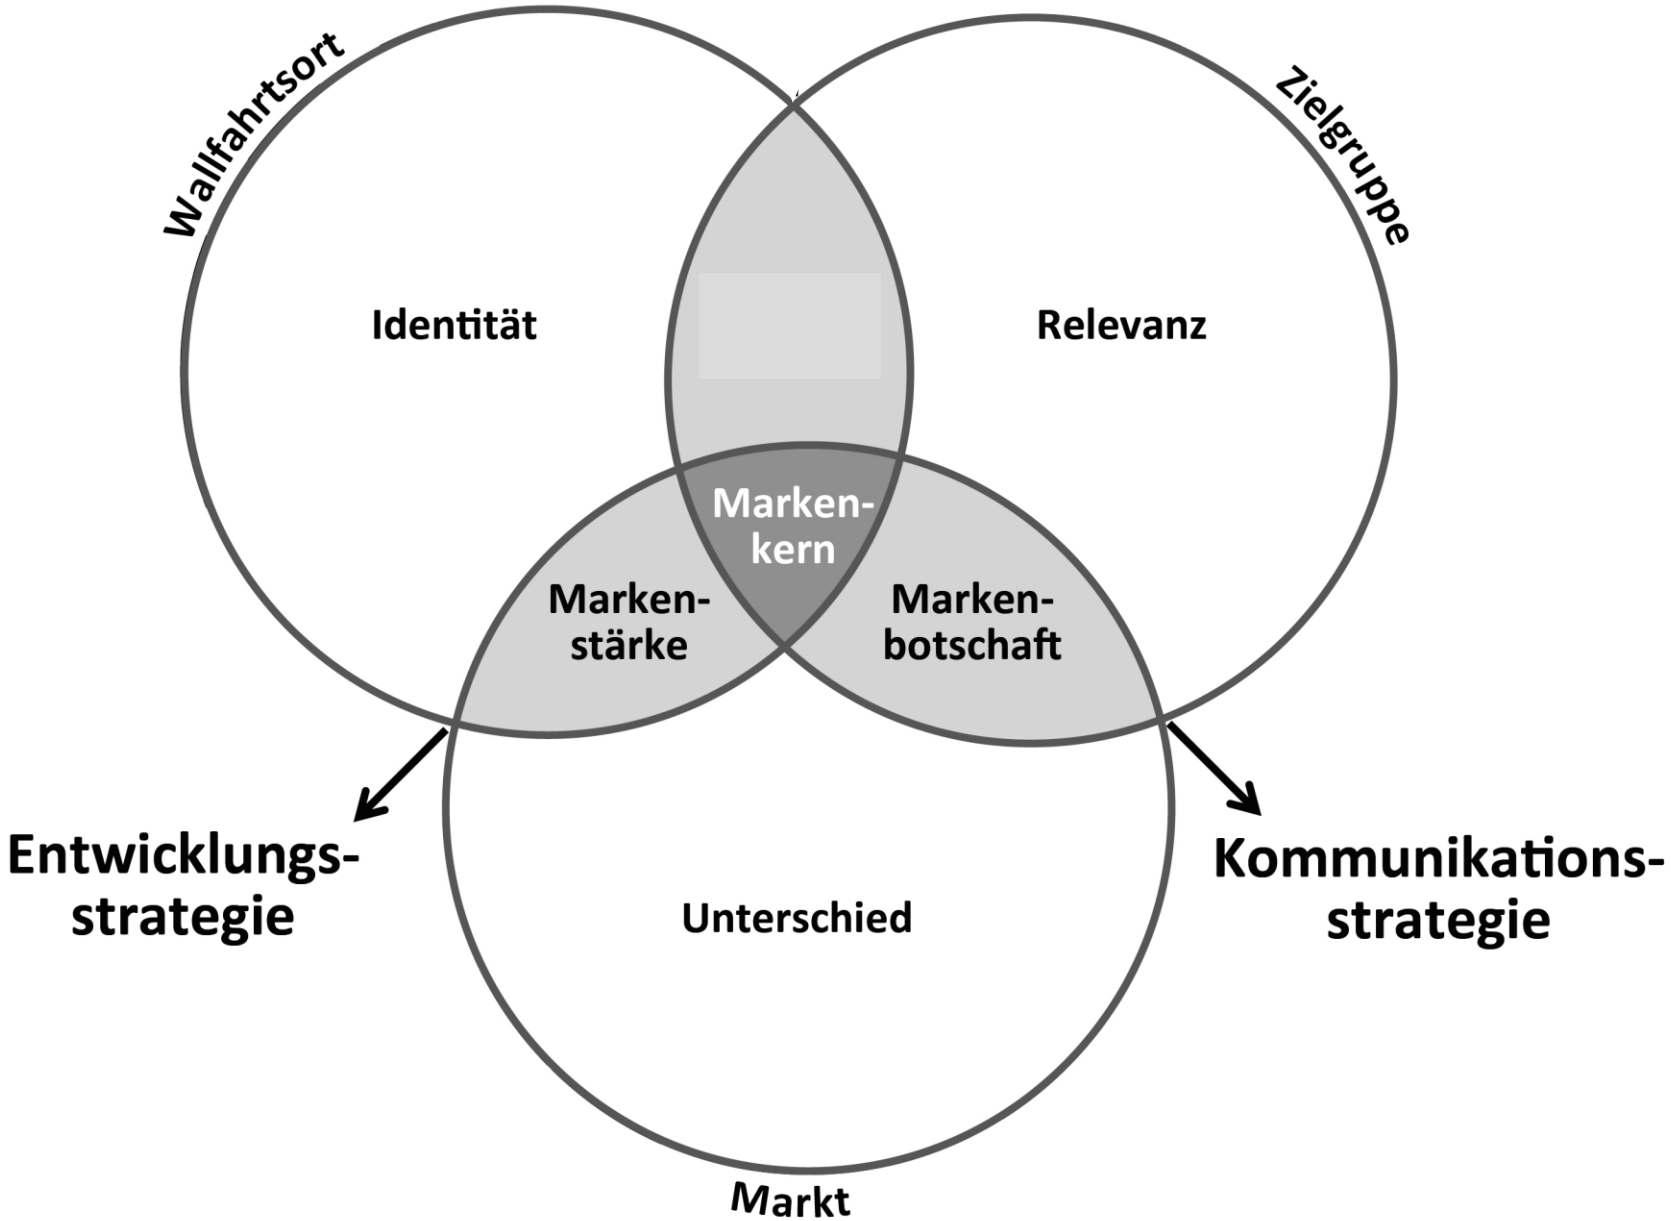 Wallfahrtsort
Zielgruppe
Identität
Relevanz
Marken-
kern
Marken-
stärke
Marken-
botschaft
Entwicklungs-
strategie
Kommunikations-
strategie
Unterschied
Markt